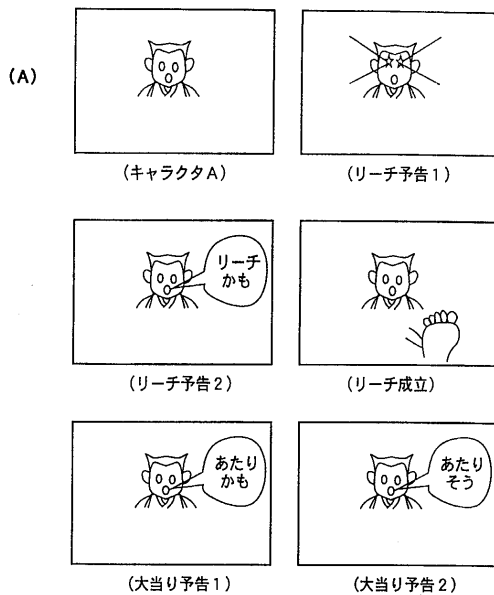 (A)
(キャラクタA)
(リーチ予告1)
リーチ
かも
(リーチ予告2)
(リーチ成立)
あたり
かも
(大当り予告1)
あたり
そう
(大当り予告2)